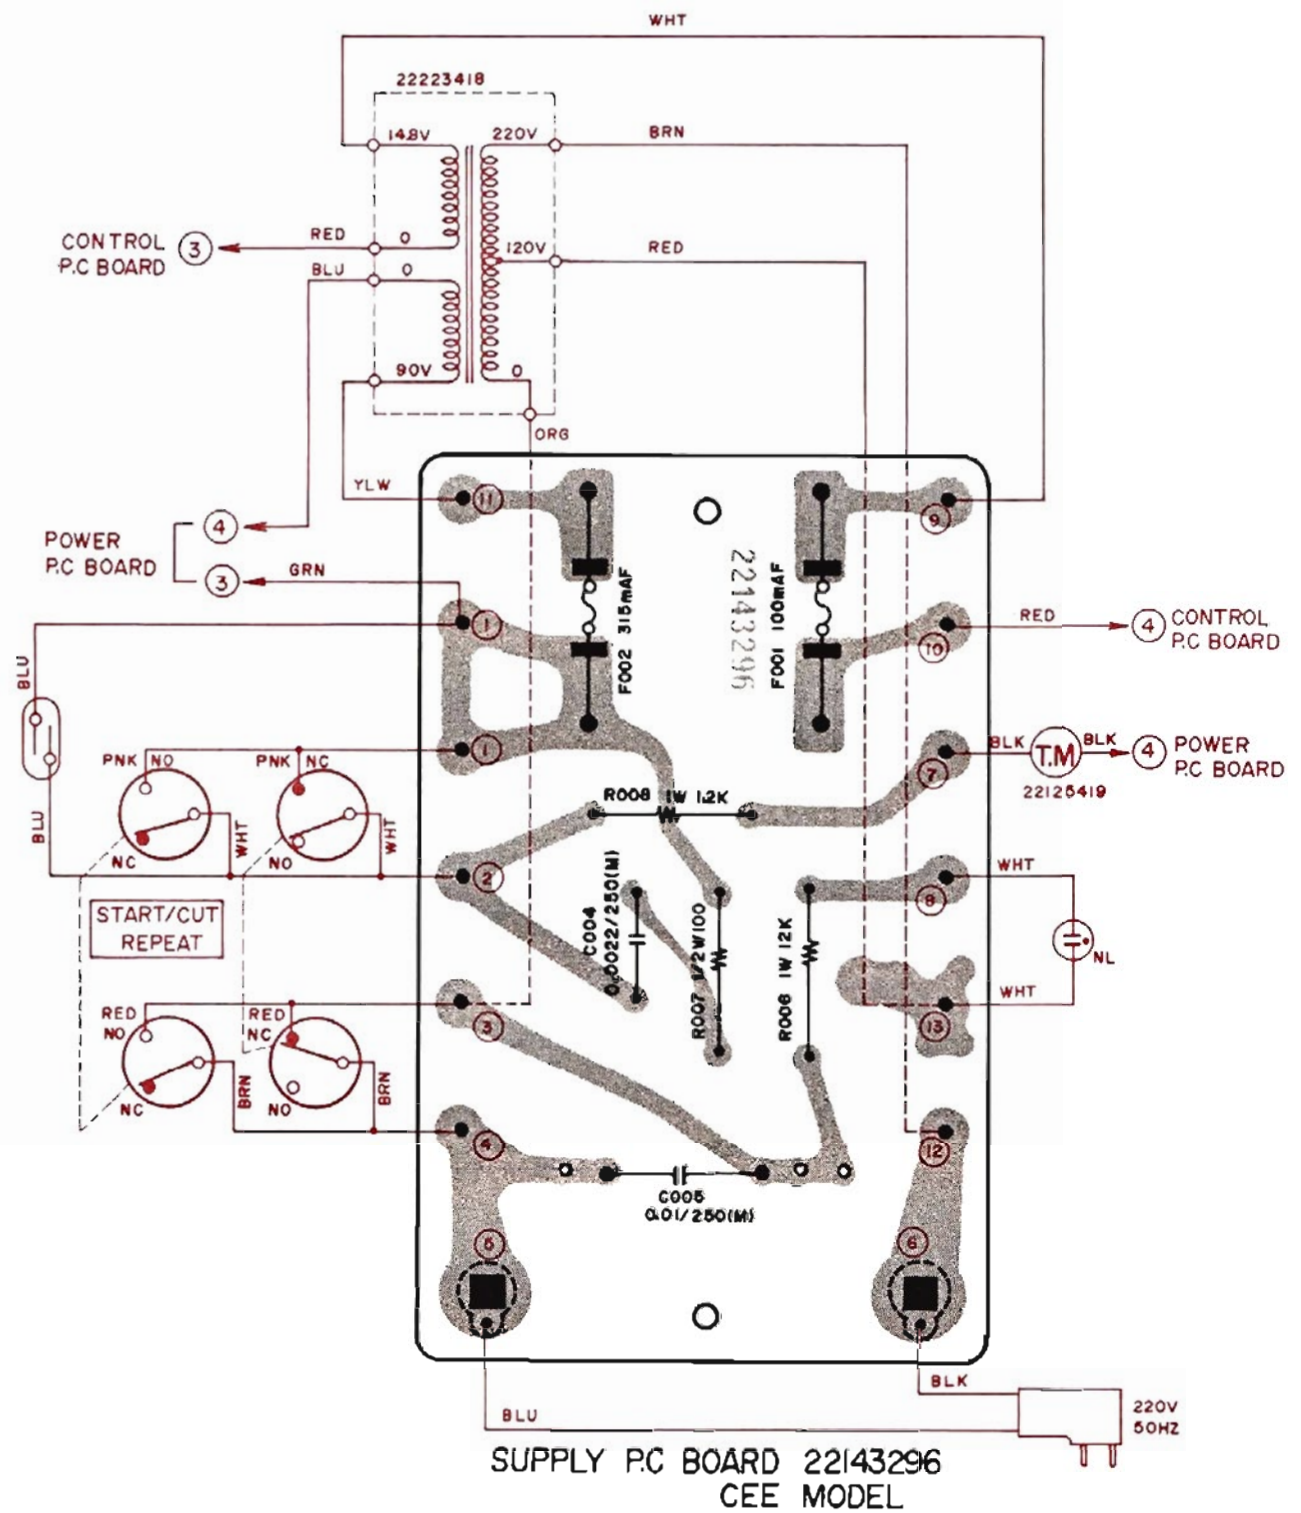 WHT
22223418
14.8V
220V
BRN
CONTROL
P.C BOARD
3
RED
0
120V
RED
BLU
0
90V
0
ORG
YLW
11
9
POWER
P.C BOARD
4
3
GRN
F002 315mAF
22143296
F001 100mAF
1
10
RED
4
CONTROL
P.C BOARD
BLU
PNK
NO
PNK
NC
1
7
BLK
T.M
BLK
4
POWER
P.C BOARD
22125419
R008 1W 1.2K
BLU
NC
WHT
NO
WHT
2
8
WHT
START/CUT
REPEAT
C004
0.0022/250(M)
R007 1/2W100
R006 1W 12K
NL
WHT
RED
NO
RED
NC
3
13
NC
BRN
NO
BRN
4
12
C005
0.01/250(M)
5
6
BLK
BLU
220V
50HZ
SUPPLY P.C BOARD 22143296
CEE MODEL